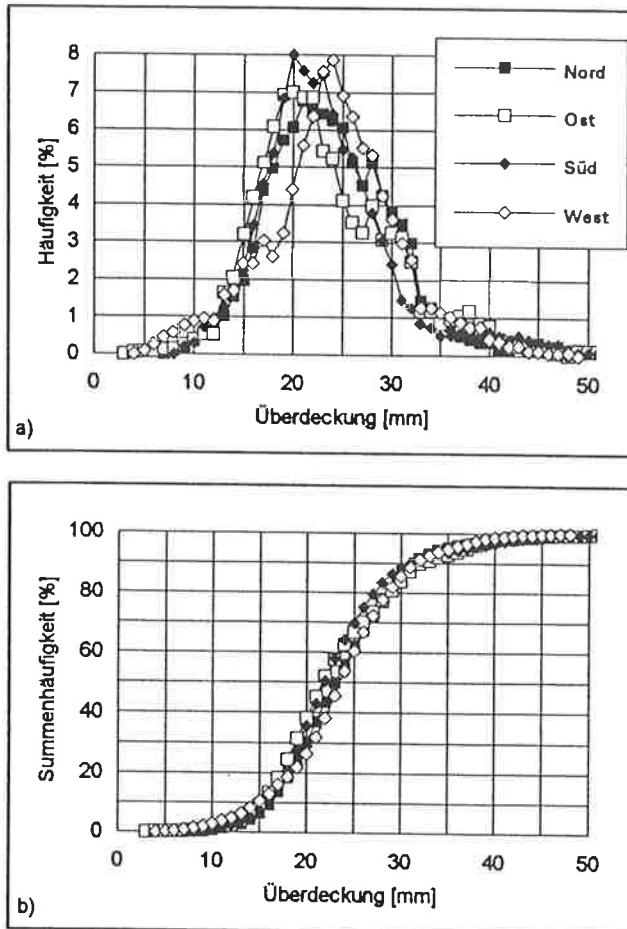 8
7
6
5
4
3
2
1
0
Häufigkeit [%]
Nord
Ost
Süd
West
0 10 20 30 40 50
Überdeckung [mm]
a)
100
80
60
40
20
0
Summenhäufigkeit [%]
0 10 20 30 40 50
Überdeckung [mm]
b)